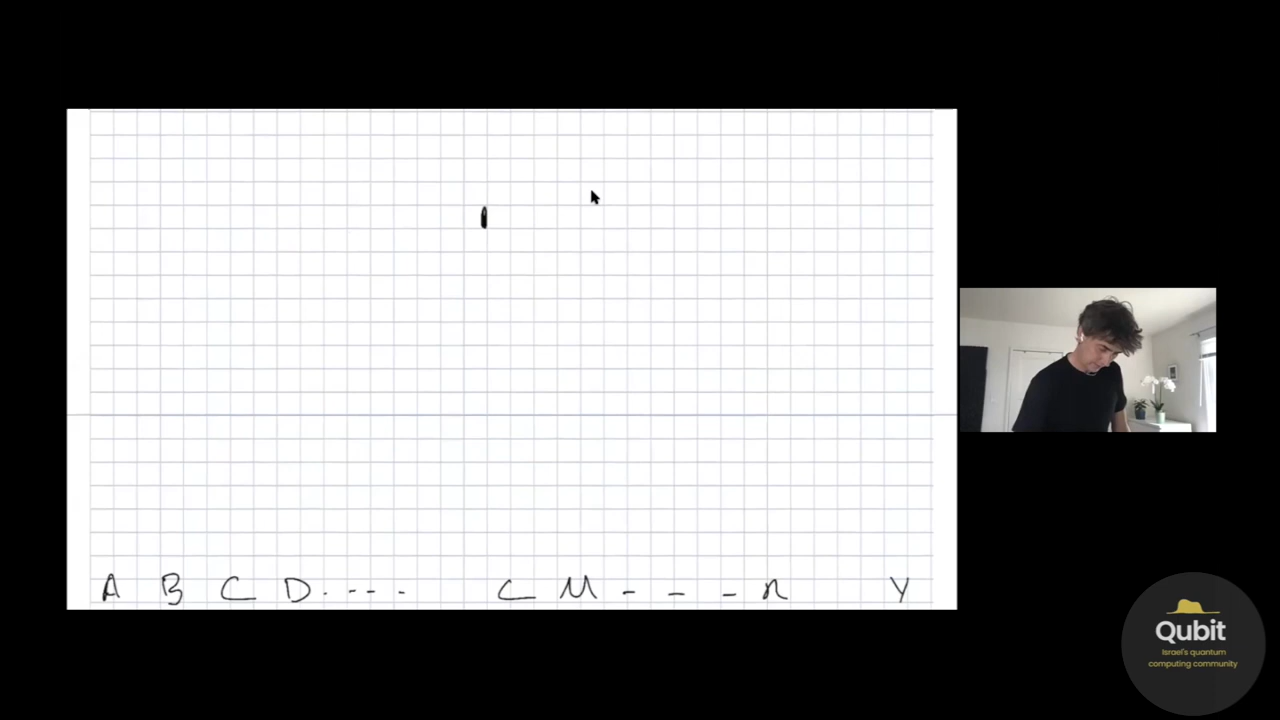 A B C D. - - - . C M - - - n Y
Qubit
Israel's quantum
computing community